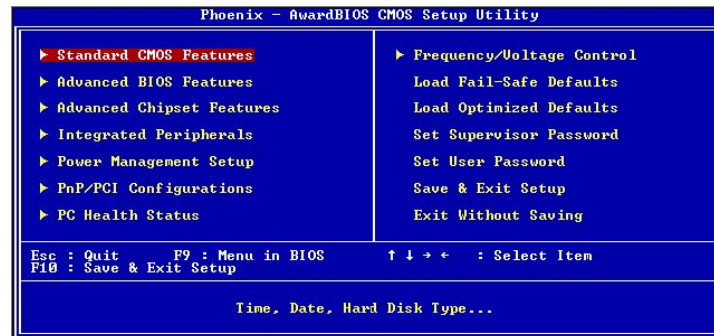 Phoenix - AwardBIOS CMOS Setup Utility
► Standard CMOS Features
► Advanced BIOS Features
► Advanced Chipset Features
► Integrated Peripherals
► Power Management Setup
► PnP/PCI Configurations
► PC Health Status
► Frequency/Voltage Control
Load Fail-Safe Defaults
Load Optimized Defaults
Set Supervisor Password
Set User Password
Save & Exit Setup
Exit Without Saving
Esc : Quit F9 : Menu in BIOS ↑ ↓ → ← : Select Item
F10 : Save & Exit Setup
Time, Date, Hard Disk Type...